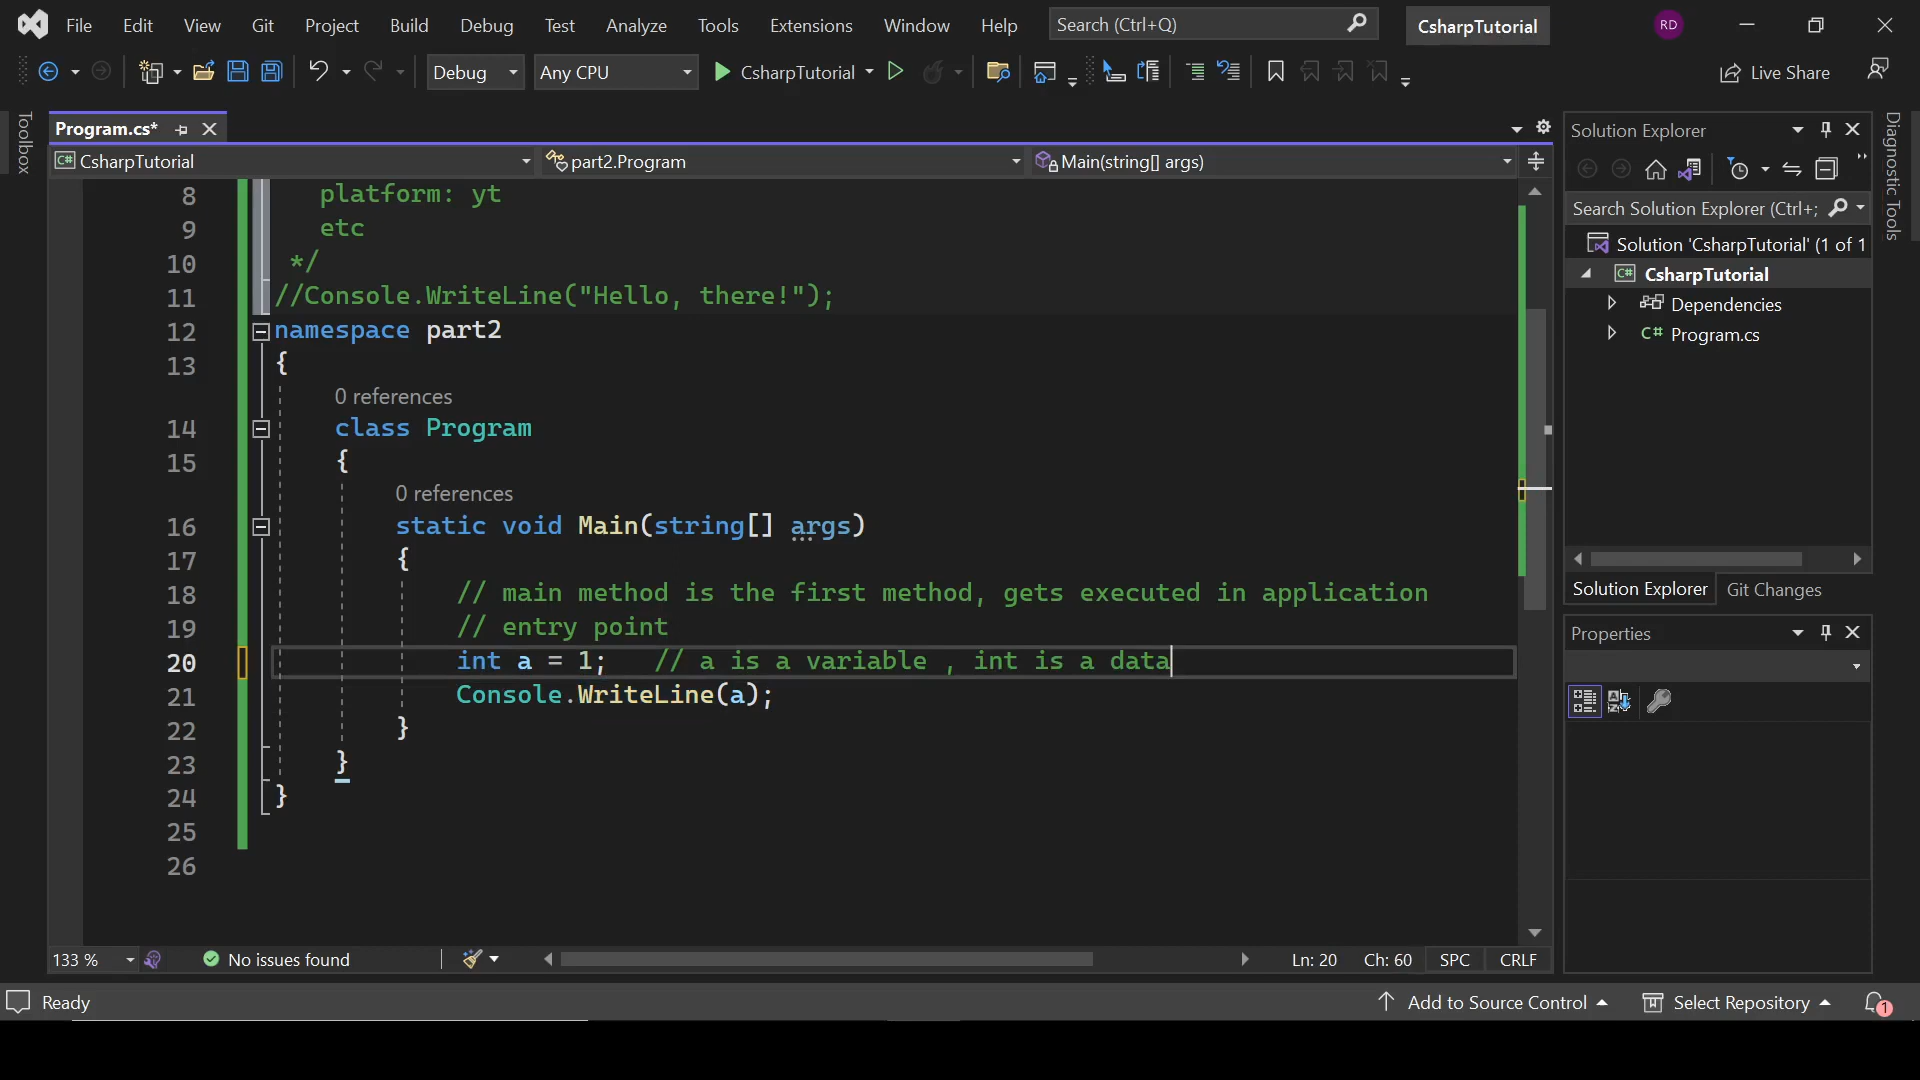 File Edit View Git Project Build Debug Test Analyze Tools Extensions Window Help Search (Ctrl+Q) CsharpTutorial RD
Debug Any CPU CsharpTutorial Live Share
Toolbox
Program.cs*
CsharpTutorial part2.Program Main(string[] args)
8 platform: yt
9 etc
10 */
11 //Console.WriteLine("Hello, there!");
12 namespace part2
13 {
0 references
14 class Program
15 {
0 references
16 static void Main(string[] args)
17 {
18 // main method is the first method, gets executed in application
19 // entry point
20 int a = 1; // a is a variable , int is a data
21 Console.WriteLine(a);
22 }
23 }
24 }
25
26
133 % No issues found Ln: 20 Ch: 60 SPC CRLF
Solution Explorer
Search Solution Explorer (Ctrl+;
Solution 'CsharpTutorial' (1 of 1
C# CsharpTutorial
Dependencies
C# Program.cs
Solution Explorer Git Changes
Properties
Diagnostic Tools
Ready Add to Source Control Select Repository 1